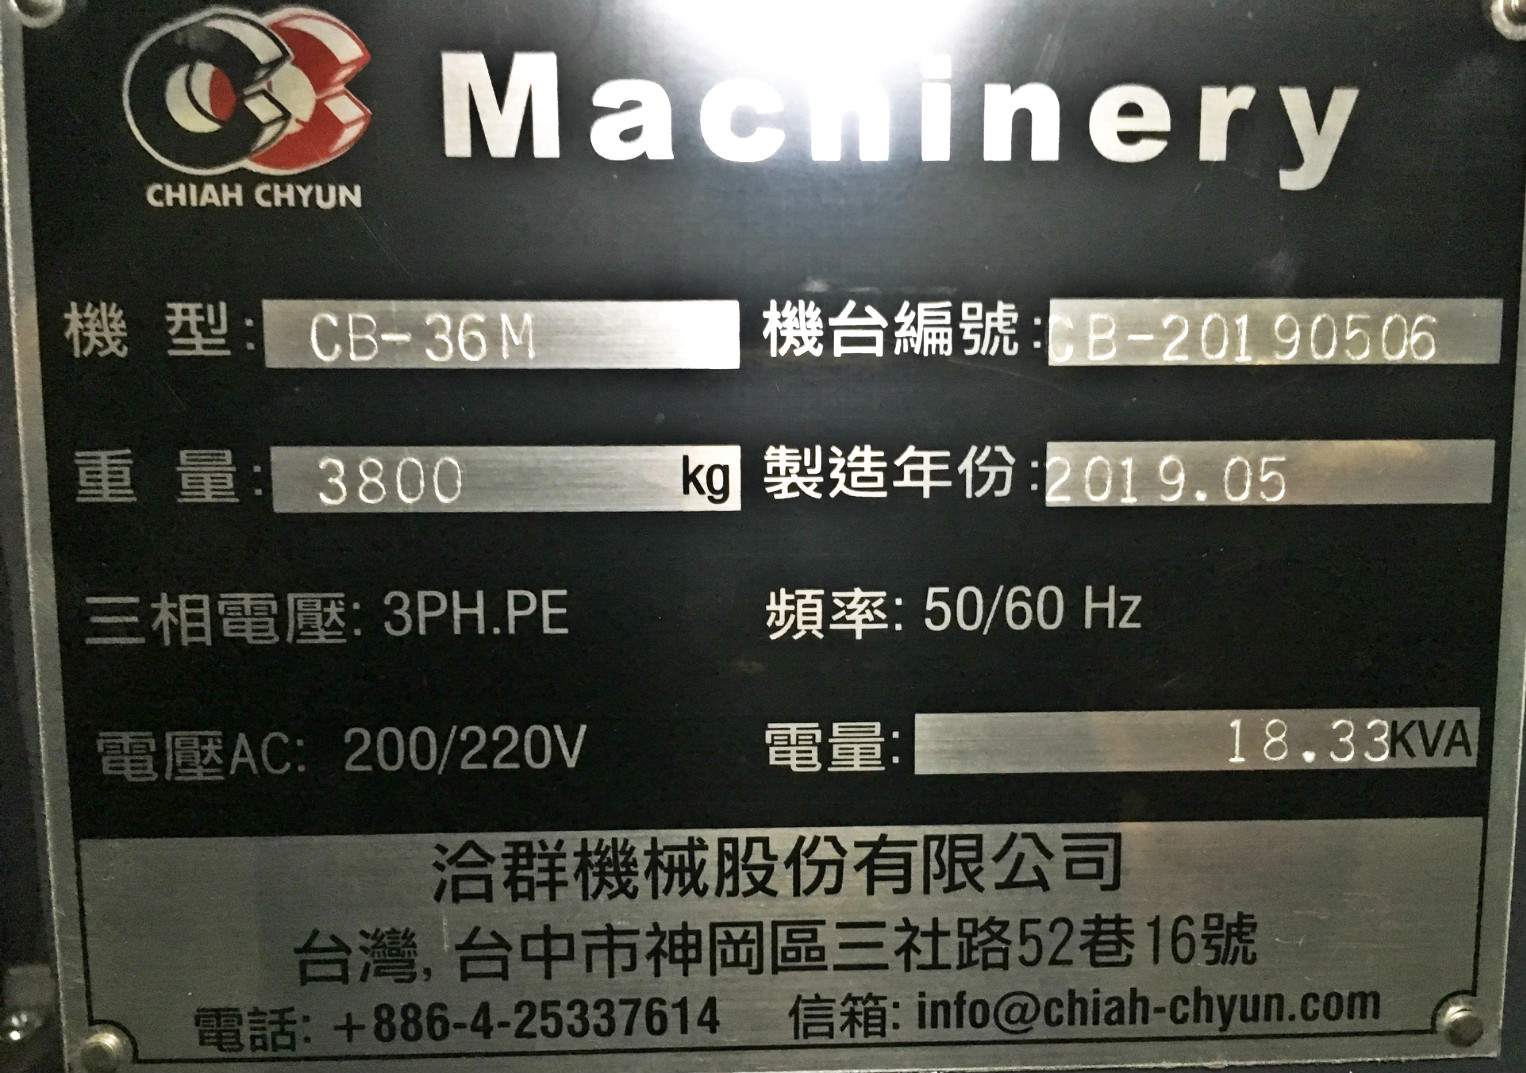 Machinery
CHIAH CHYUN
機 型: CB-36M 機台編號: CB-20190506
重 量: 3800 kg 製造年份: 2019.05
三相電壓: 3PH.PE 頻率: 50/60 Hz
電壓AC: 200/220V 電量: 18.33KVA
洽群機械股份有限公司
台灣, 台中市神岡區三社路52巷16號
電話: +886-4-25337614 信箱: info@chiah-chyun.com